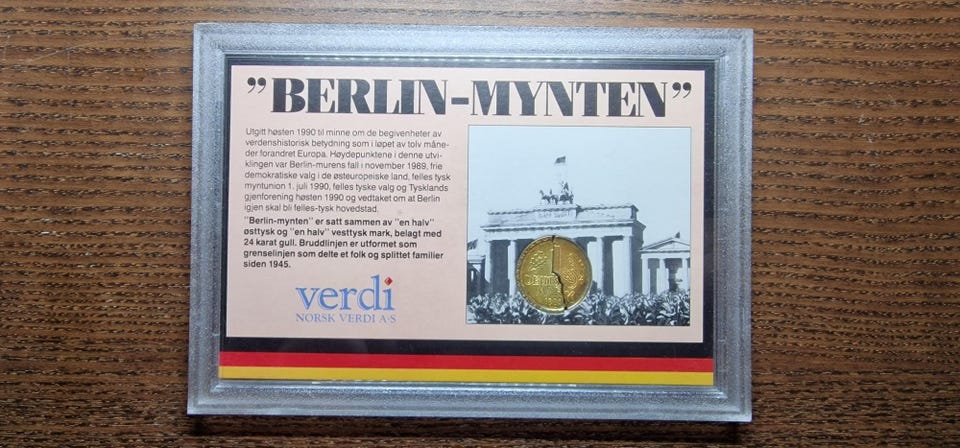 "BERLIN-MYNTEN"
Utgitt høsten 1990 til minne om de begivenheter av
verdenshistorisk betydning som i løpet av tolv måne-
der forandret Europa. Høydepunktene i denne utvi-
klingen var Berlin-murens fall i november 1989, frie
demokratiske valg i de østeuropeiske land, felles tysk
myntunion 1. juli 1990, felles tyske valg og Tysklands
gjenforening høsten 1990 og vedtaket om at Berlin
igjen skal bli felles-tysk hovedstad.
"Berlin-mynten" er satt sammen av "en halv"
østtysk og "en halv" vesttysk mark, belagt med
24 karat gull. Bruddlinjen er utformet som
grenselinjen som delte et folk og splittet familier
siden 1945.
verdi
NORSK VERDI A·S
1